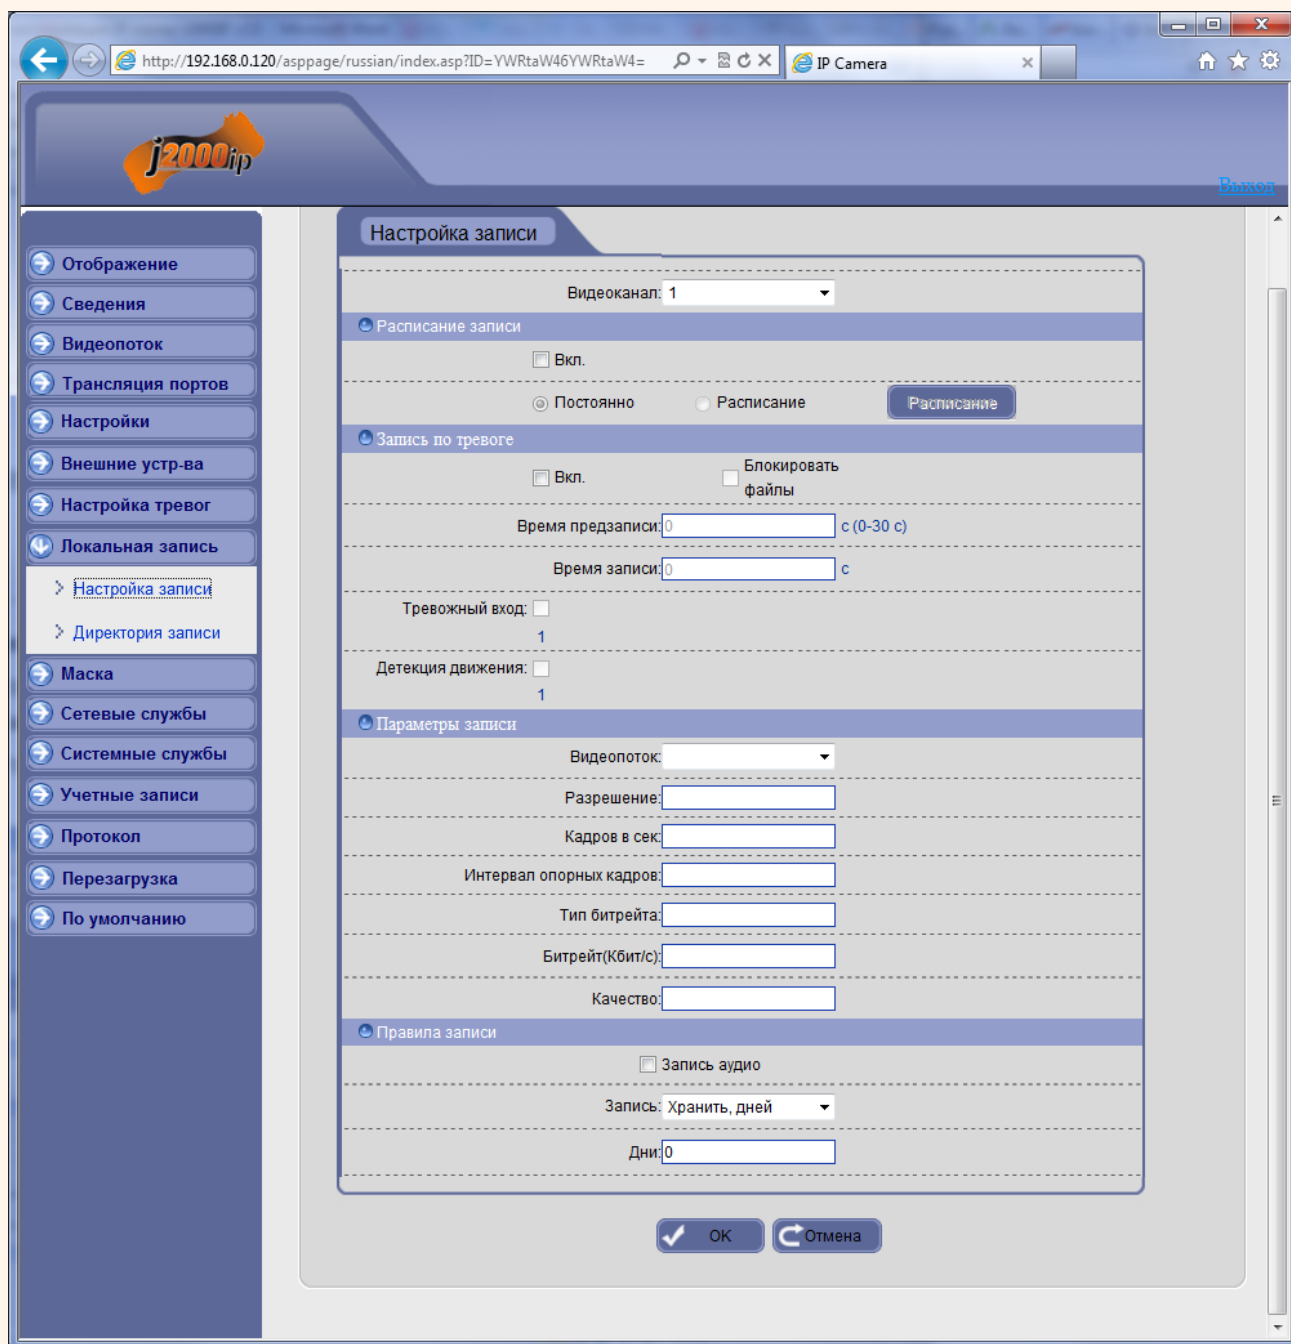 http://192.168.0.120/asppage/russian/index.asp?ID=YWRtaW46YWRtaW4=
IP Camera
j2000ip
Выход
Отображение
Сведения
Видеопоток
Трансляция портов
Настройки
Внешние устр-ва
Настройка тревог
Локальная запись
Настройка записи
Директория записи
Маска
Сетевые службы
Системные службы
Учетные записи
Протокол
Перезагрузка
По умолчанию
Настройка записи
Видеоканал: 1
Расписание записи
Вкл.
Постоянно Расписание Расписание
Запись по тревоге
Вкл. Блокировать
файлы
Время предзаписи: 0 с (0-30 с)
Время записи: 0 с
Тревожный вход:
1
Детекция движения:
1
Параметры записи
Видеопоток:
Разрешение:
Кадров в сек:
Интервал опорных кадров:
Тип битрейта:
Битрейт(Кбит/с):
Качество:
Правила записи
Запись аудио
Запись: Хранить, дней
Дни: 0
OK Отмена